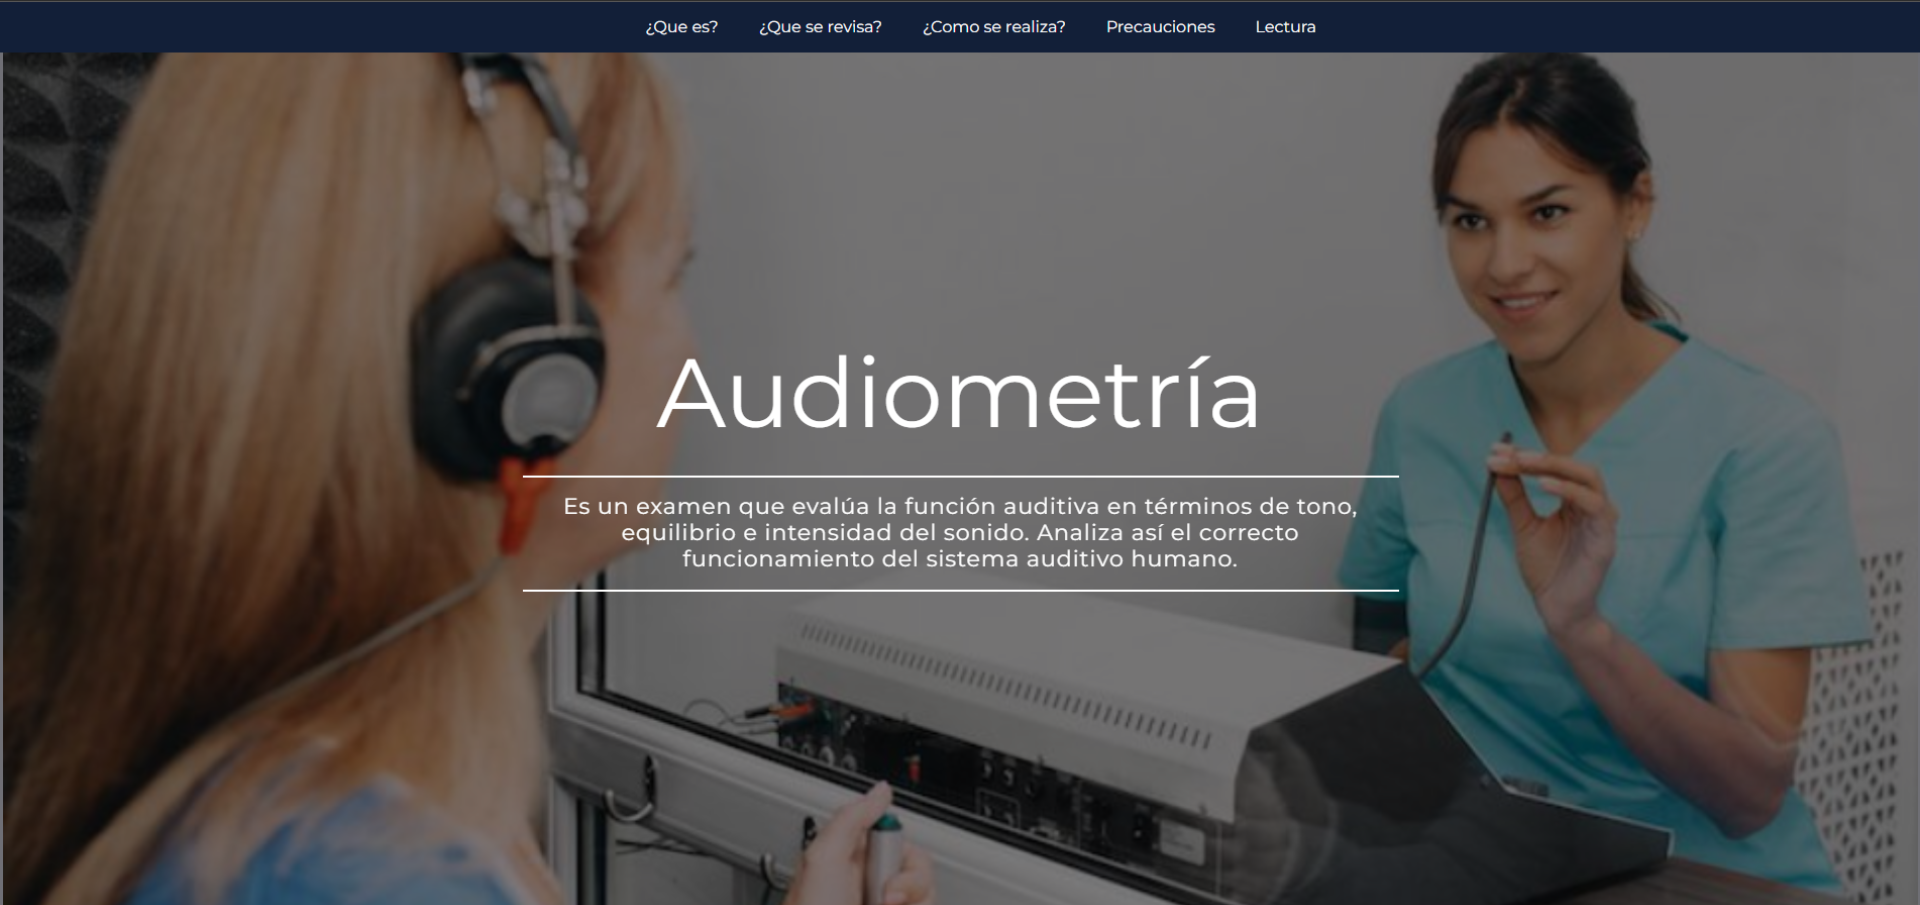 ¿Que es? ¿Que se revisa? ¿Como se realiza? Precauciones Lectura
Audiometría
Es un examen que evalúa la función auditiva en términos de tono,
equilibrio e intensidad del sonido. Analiza así el correcto
funcionamiento del sistema auditivo humano.